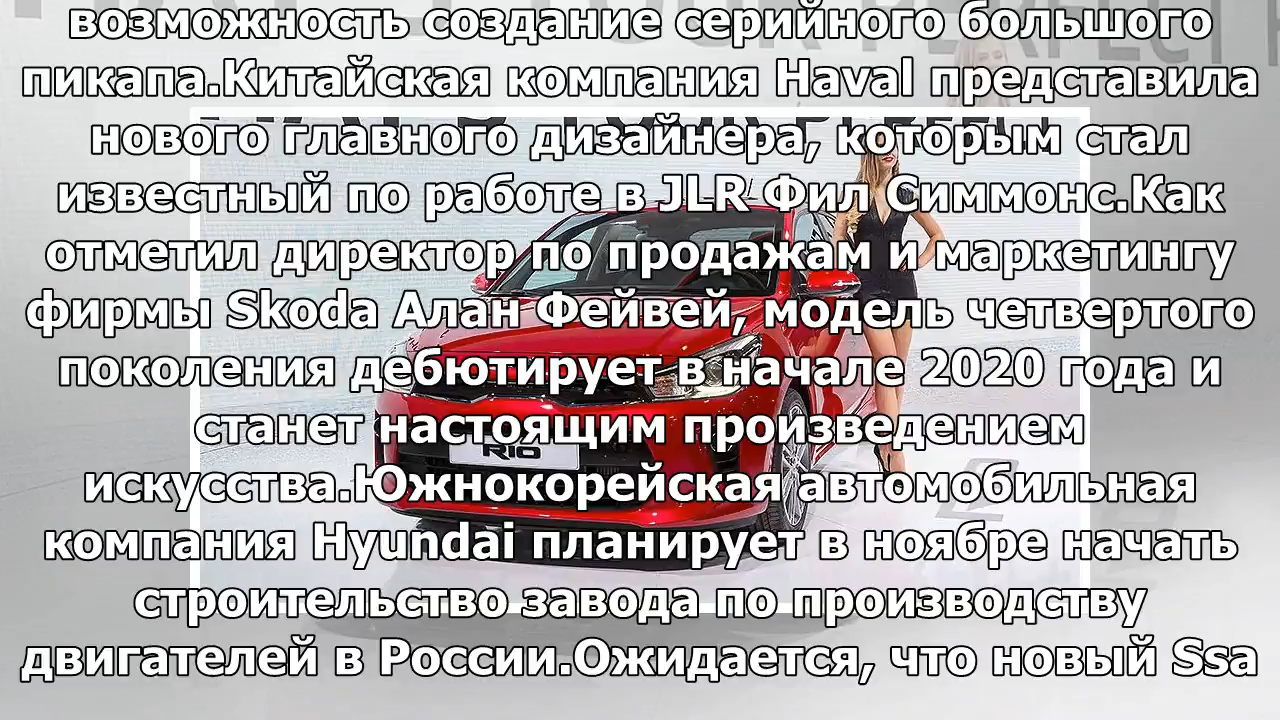 возможность создание серийного большого
пикапа.Китайская компания Haval представила
нового главного дизайнера, которым стал
известный по работе в JLR Фил Симмонс.Как
отметил директор по продажам и маркетингу
фирмы Skoda Алан Фейвей, модель четвертого
поколения дебютирует в начале 2020 года и
станет настоящим произведением
искусства.Южнокорейская автомобильная
компания Hyundai планирует в ноябре начать
строительство завода по производству
двигателей в России.Ожидается, что новый Ssa
RIO